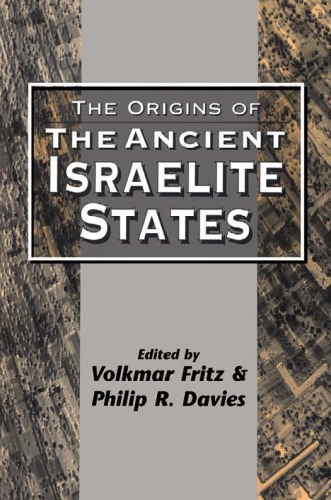 The Origins of
The Ancient
Israelite
States
Edited by
Volkmar Fritz &
Philip R. Davies